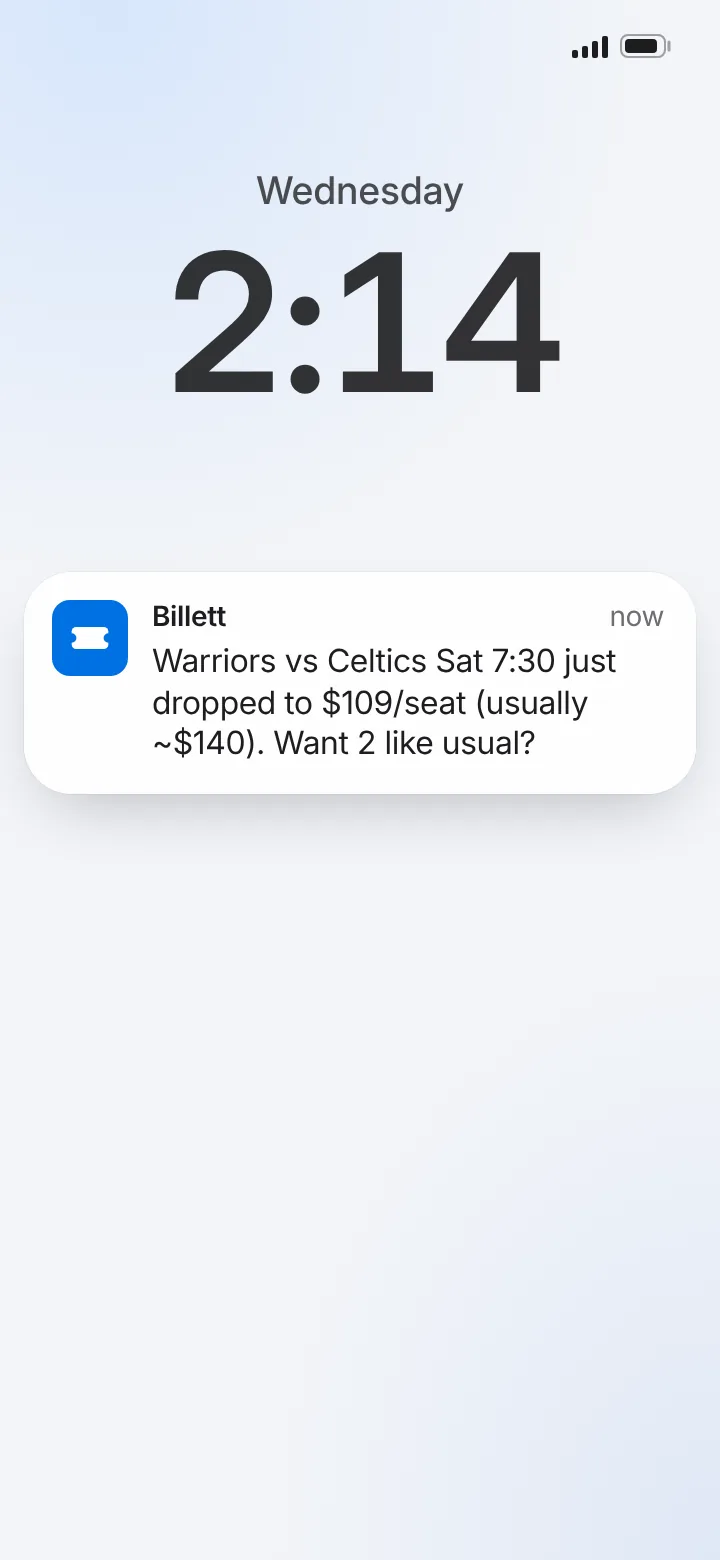 Wednesday
2:14
Billett
now
Warriors vs Celtics Sat 7:30 just
dropped to $109/seat (usually
~$140). Want 2 like usual?